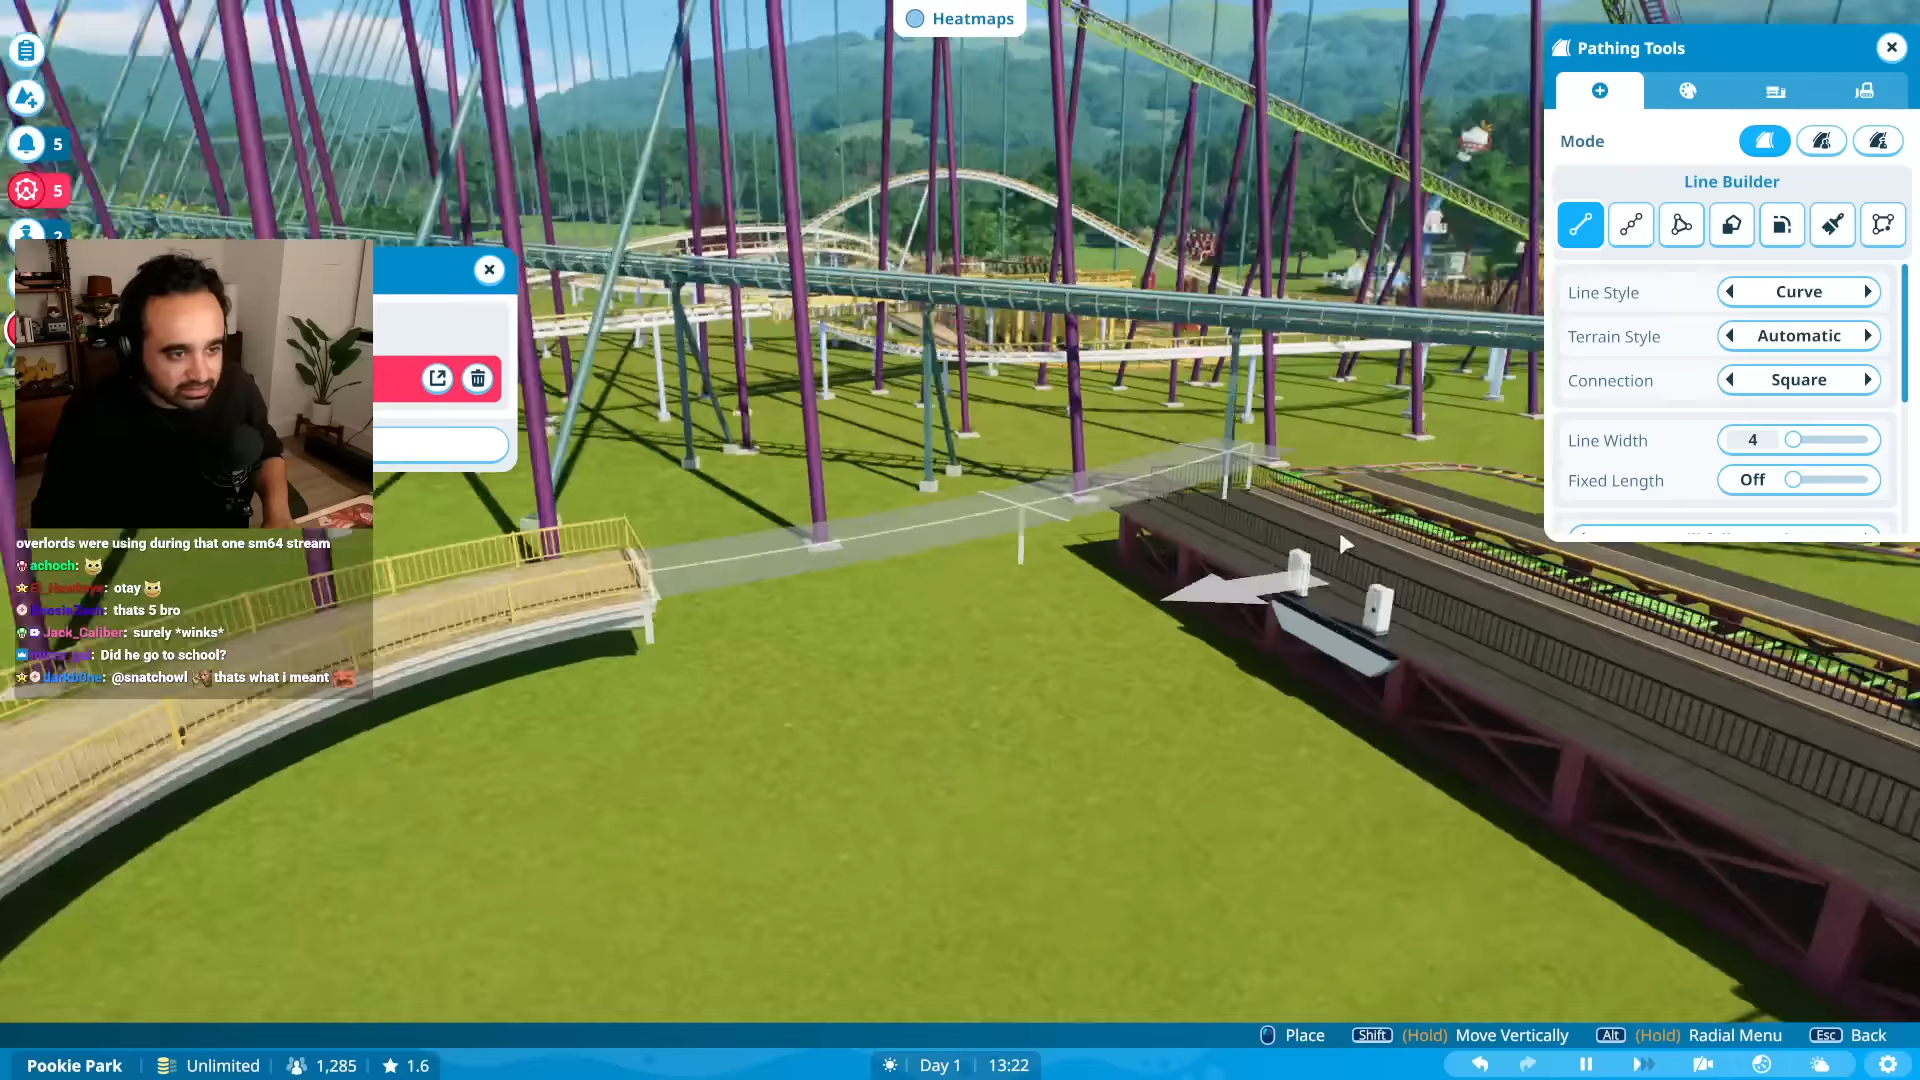 Heatmaps
Pathing Tools
5
5
2
Mode
Line Builder
Line Style
Curve
Terrain Style
Automatic
Connection
Square
Line Width
4
Fixed Length
Off
overlords were using during that one sm64 stream
achoch:
: otay
: thats 5 bro
Jack_Caliber: surely *winks*
: Did he go to school?
darkb0ne: @snatchowl thats what i meant
Place
Shift (Hold) Move Vertically
Alt (Hold) Radial Menu
Esc Back
Pookie Park
Unlimited
1,285
1.6
Day 1
13:22